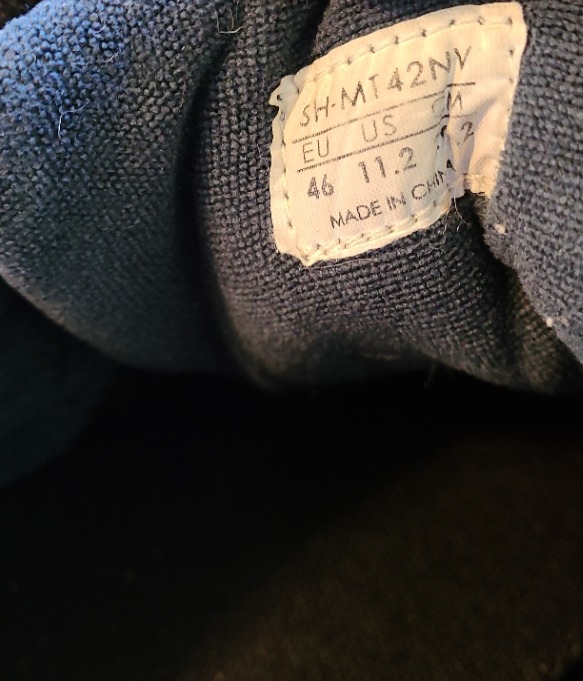 SH-MT42NV
EU US CM
46 11.2
MADE IN CHINA